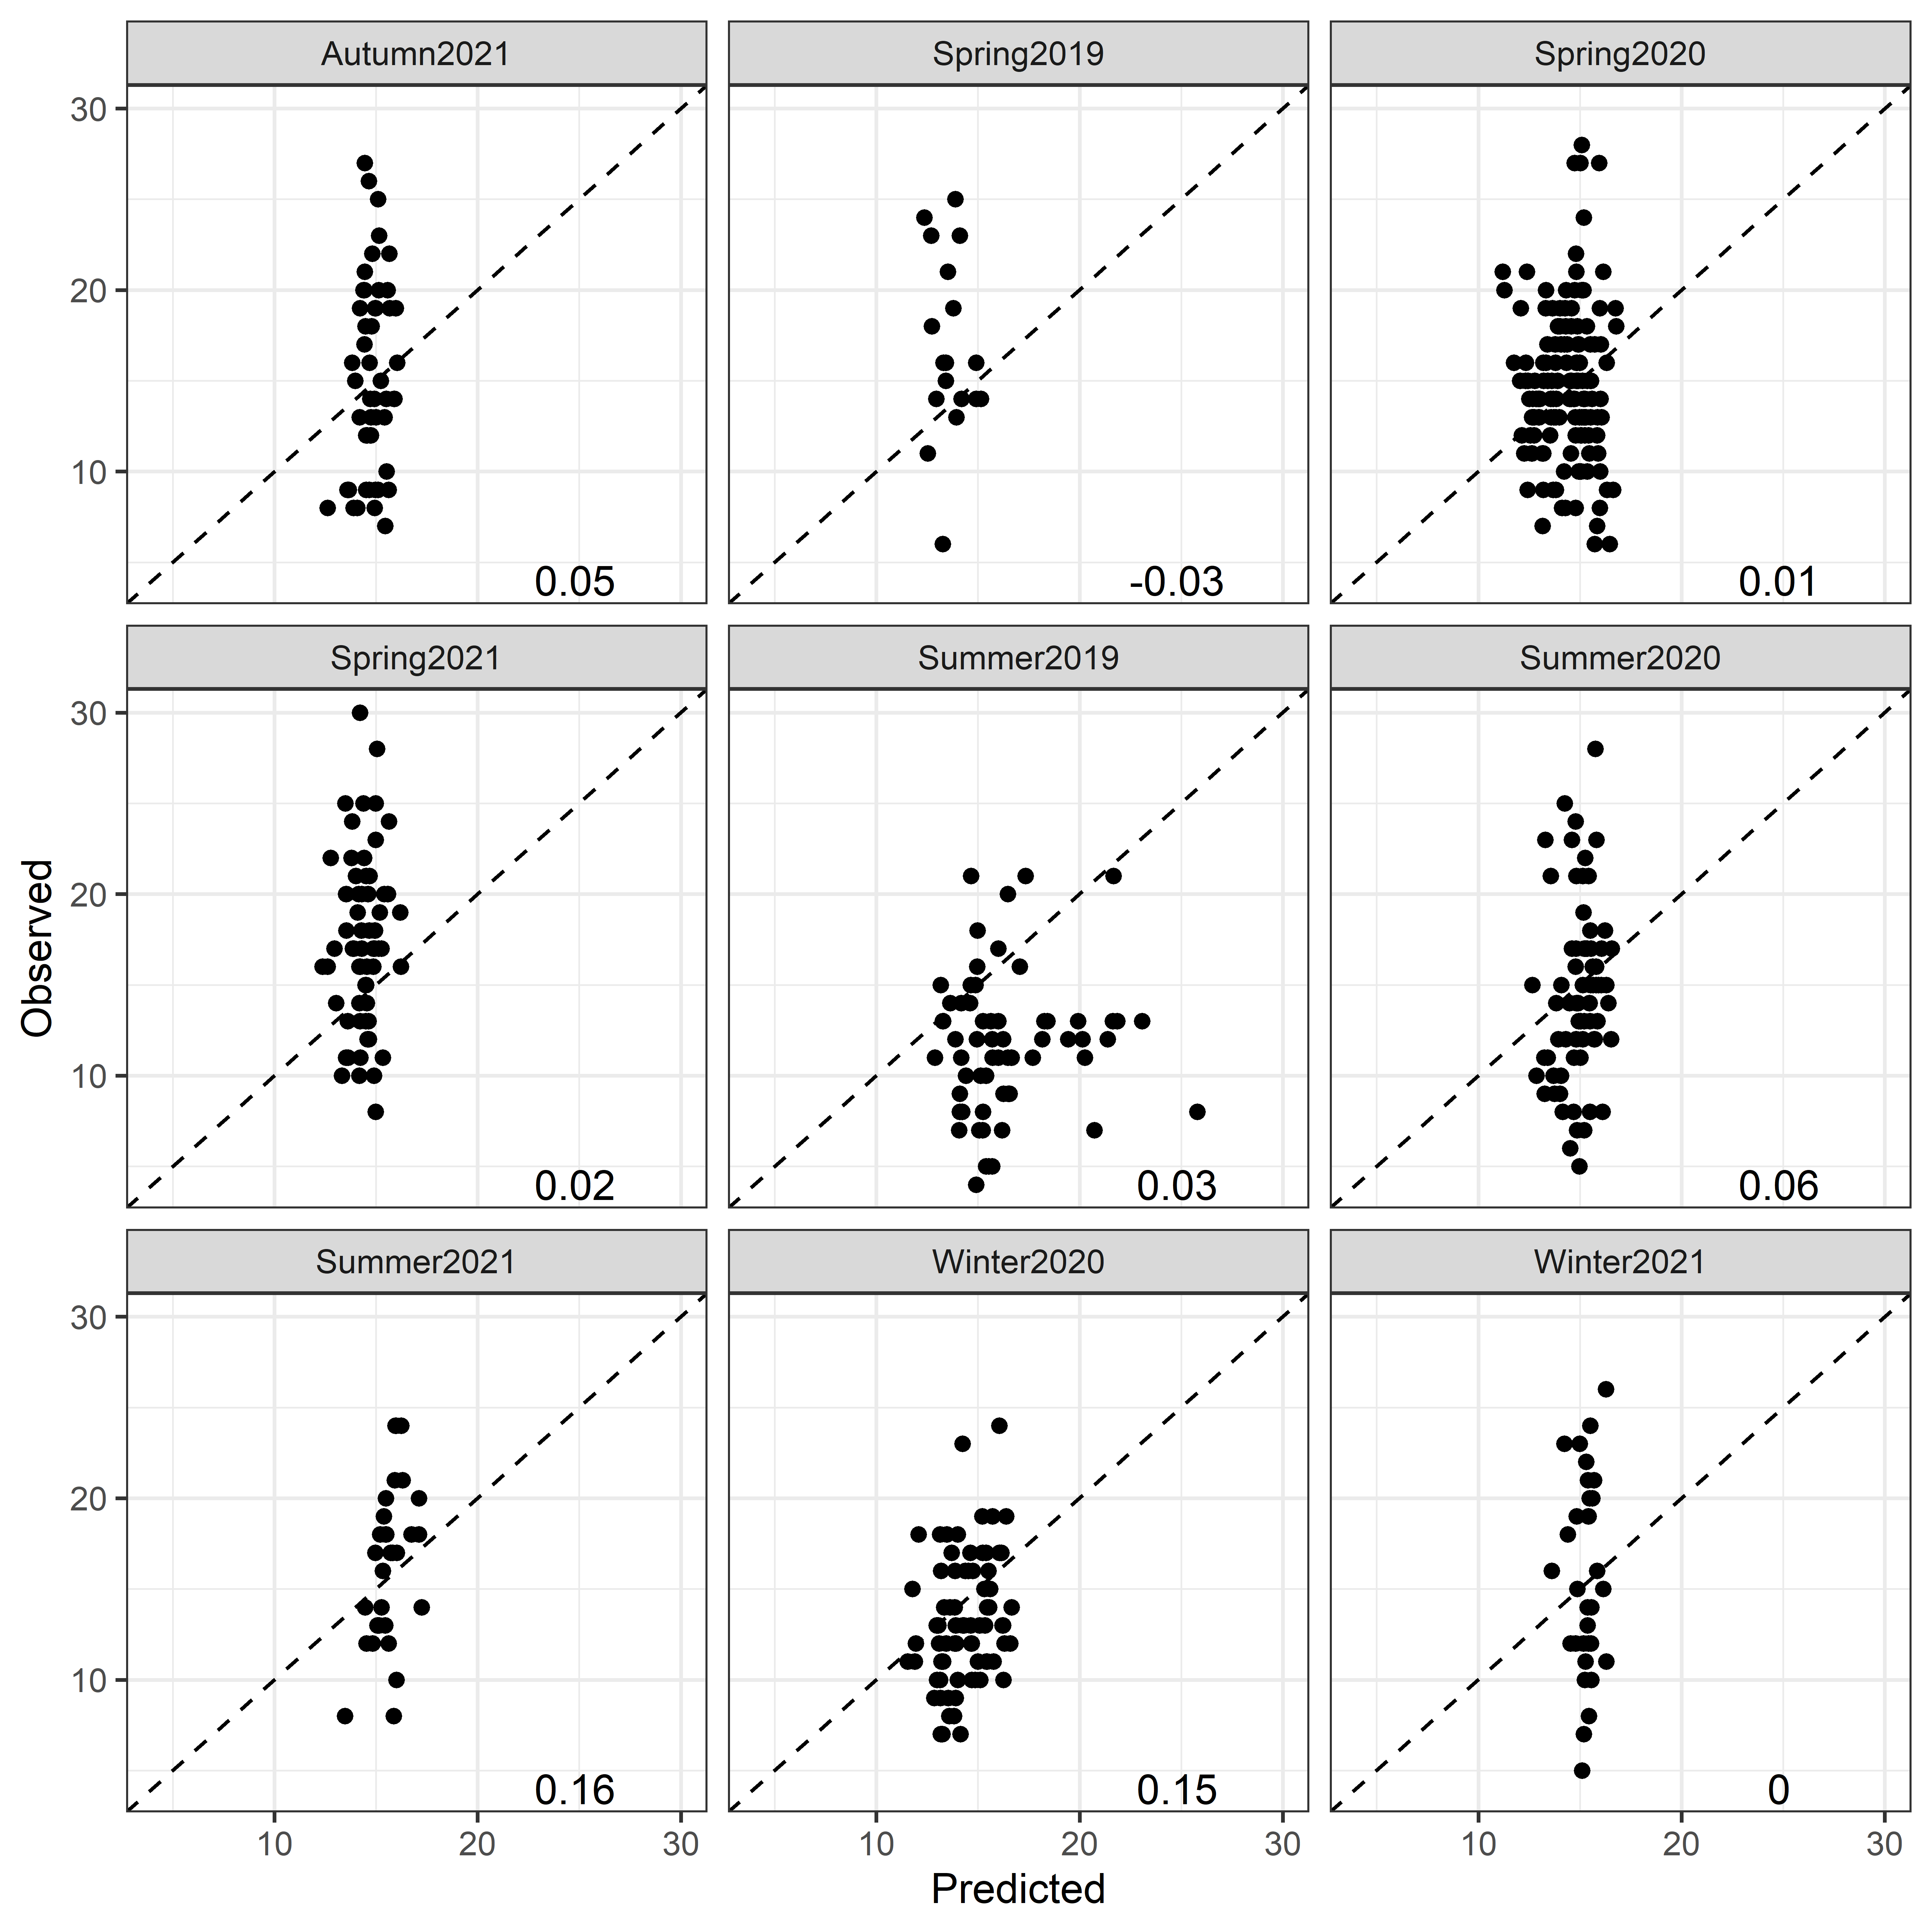 Autumn2021 Spring2019 Spring2020
30
20
10
0.05 -0.03 0.01
Spring2021 Summer2019 Summer2020
30
20
10
0.02 0.03 0.06
Summer2021 Winter2020 Winter2021
30
20
10
0.16 0.15 0
10 20 30 10 20 30 10 20 30
Observed
Predicted